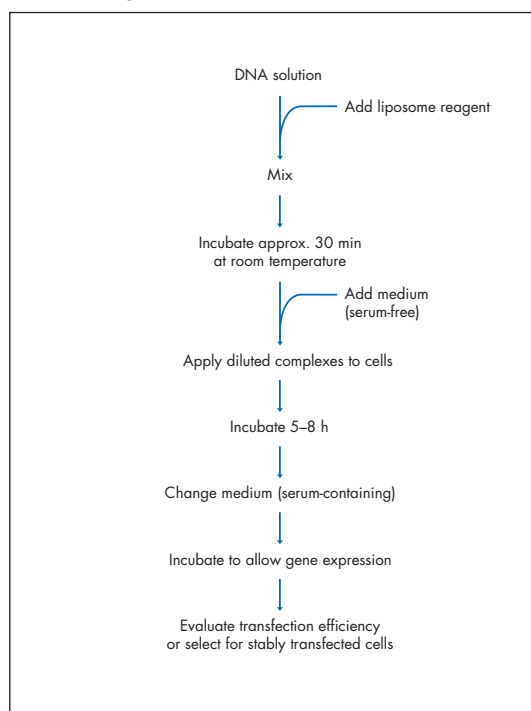 DNA solution
Add liposome reagent
Mix
Incubate approx. 30 min
at room temperature
Add medium
(serum-free)
Apply diluted complexes to cells
Incubate 5–8 h
Change medium (serum-containing)
Incubate to allow gene expression
Evaluate transfection efficiency
or select for stably transfected cells